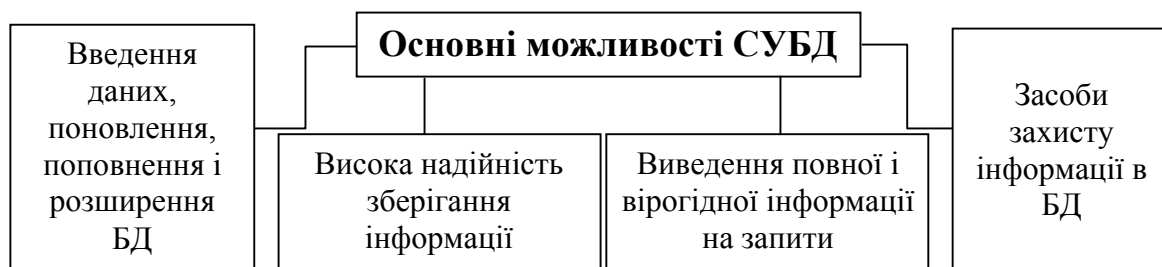 Основні можливості СУБД
Введення
даних,
поновлення,
поповнення і
розширення
БД
Висока надійність
зберігання
інформації
Виведення повної і
вірогідної інформації
на запити
Засоби
захисту
інформації в
БД